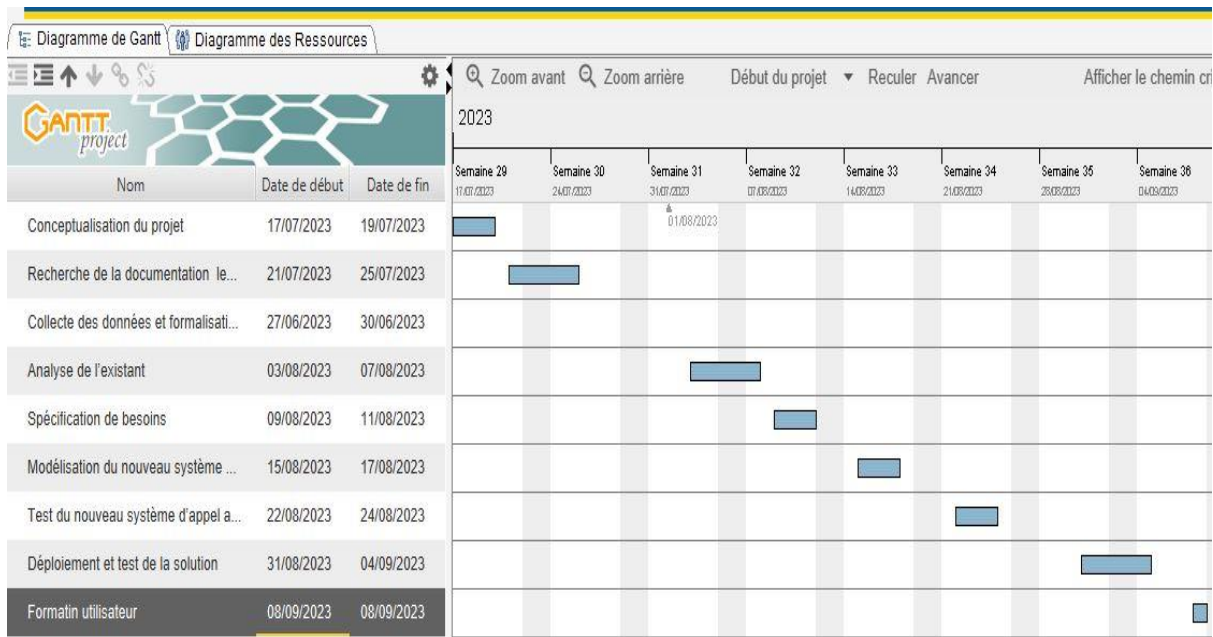 Diagramme de Gantt Diagramme des Ressources
Zoom avant Zoom arrière Début du projet Reculer Avancer Afficher le chemin cri
GANTT project
2023
Nom Date de début Date de fin
Semaine 29 Semaine 30 Semaine 31 Semaine 32 Semaine 33 Semaine 34 Semaine 35 Semaine 36
17/07/2023 24/07/2023 31/07/2023 07/08/2023 14/08/2023 21/08/2023 28/08/2023 04/09/2023
01/08/2023
Conceptualisation du projet 17/07/2023 19/07/2023
Recherche de la documentation le... 21/07/2023 25/07/2023
Collecte des données et formalisati... 27/06/2023 30/06/2023
Analyse de l'existant 03/08/2023 07/08/2023
Spécification de besoins 09/08/2023 11/08/2023
Modélisation du nouveau système ... 15/08/2023 17/08/2023
Test du nouveau système d'appel a... 22/08/2023 24/08/2023
Déploiement et test de la solution 31/08/2023 04/09/2023
Formatin utilisateur 08/09/2023 08/09/2023